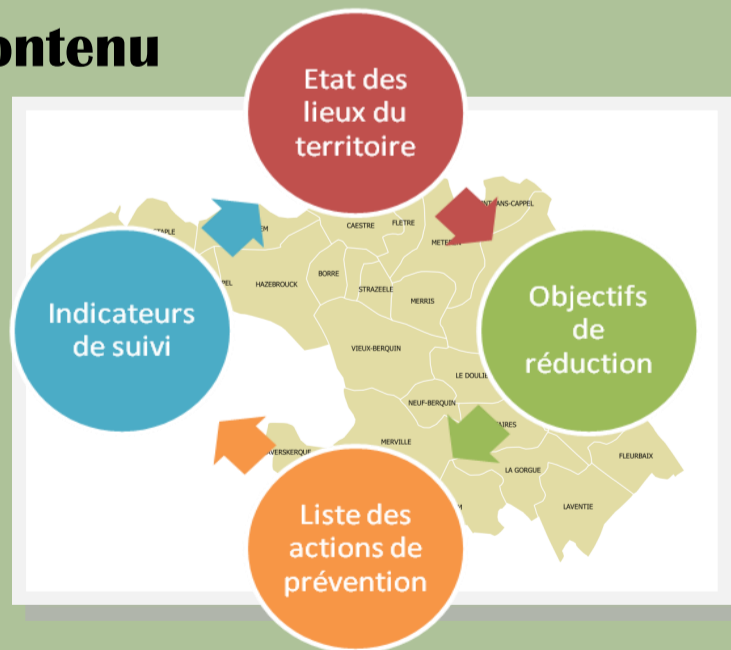 ontenu
Etat des
lieux du
territoire
CAESTRE
FLETRE
HAZEBROUCK
BORRE
STRAZEELE
MERRIS
Indicateurs
de suivi
Objectifs
de
réduction
VIEUX-BERQUIN
NEUF-BERQUIN
MERVILLE
LA GORGUE
FLEURBAIX
LAVENTIE
Liste des
actions de
prévention